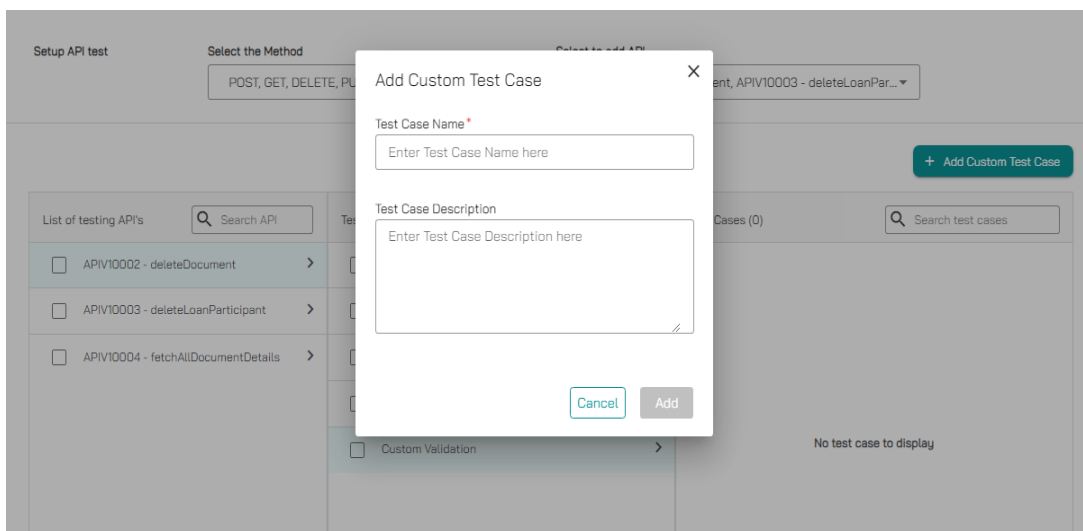 Setup API test
Select the Method
POST, GET, DELETE,
ent, APIV10003 - deleteLoanPar...
Add Custom Test Case
Test Case Name*
Enter Test Case Name here
Test Case Description
Enter Test Case Description here
Cancel
Add
+ Add Custom Test Case
List of testing API's
Search API
Cases (0)
Search test cases
APIV10002 - deleteDocument
APIV10003 - deleteLoanParticipant
APIV10004 - fetchAllDocumentDetails
Custom Validation
No test case to display